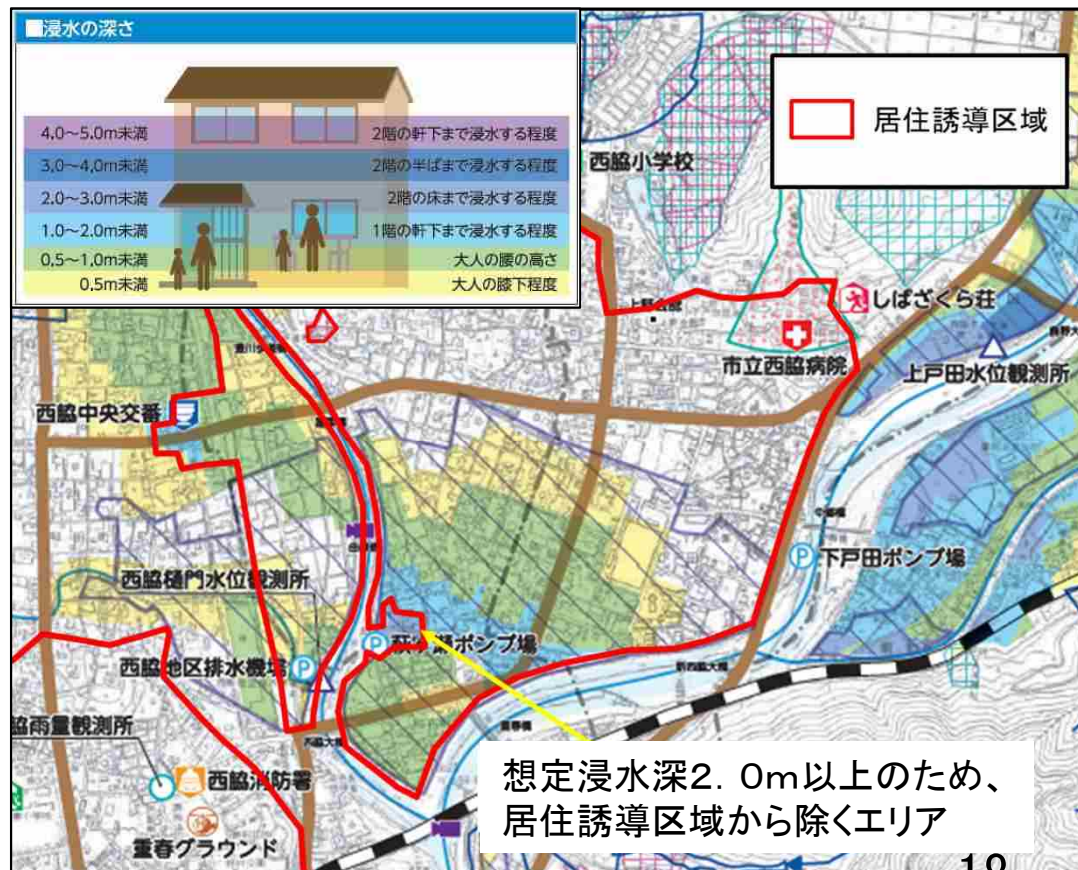 ■浸水の深さ
4.0～5.0m未満 2階の軒下まで浸水する程度
3.0～4.0m未満 2階の半ばまで浸水する程度
2.0～3.0m未満 2階の床まで浸水する程度
1.0～2.0m未満 1階の軒下まで浸水する程度
0.5～1.0m未満 大人の腰の高さ
0.5m未満 大人の膝下程度
居住誘導区域
西脇小学校
しばざくら荘
市立西脇病院
上戸田水位観測所
西脇中央交番
下戸田ポンプ場
西脇樋門水位観測所
ポンプ場
西脇地区排水機場
脇雨量観測所
西脇消防署
重春グラウンド
想定浸水深2．0m以上のため、
居住誘導区域から除くエリア